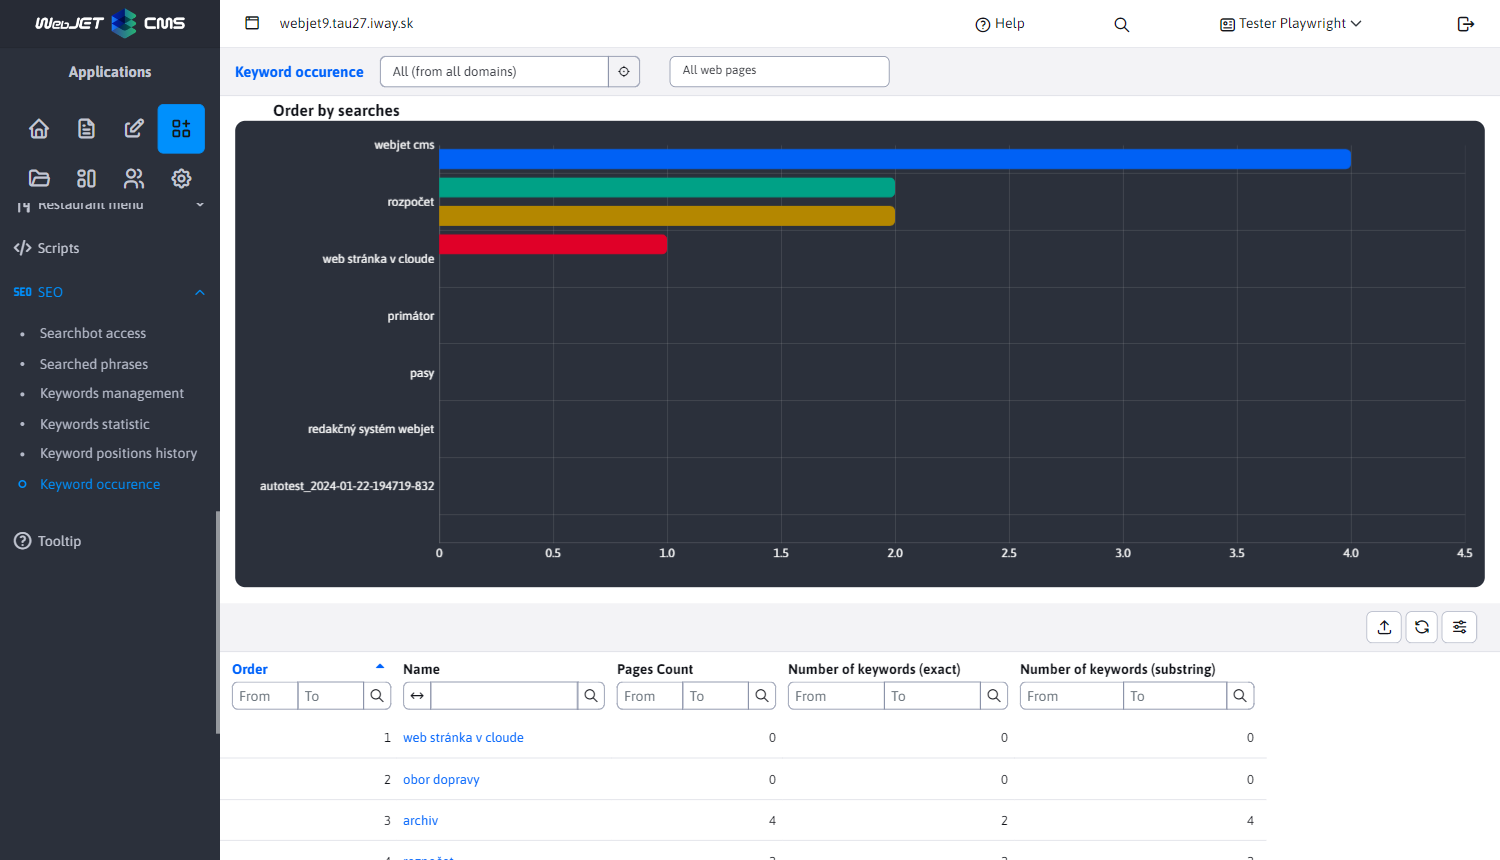 WebJET CMS
webjet9.tau27.iway.sk
Help
Tester Playwright
Applications
Keyword occurence
All (from all domains)
All web pages
Restaurant menu
Scripts
SEO SEO
Searchbot access
Searched phrases
Keywords management
Keywords statistic
Keyword positions history
Keyword occurence
Tooltip
Order by searches
webjet cms
rozpočet
web stránka v cloude
primátor
pasy
redakčný systém webjet
autotest_2024-01-22-194719-832
0 0.5 1.0 1.5 2.0 2.5 3.0 3.5 4.0 4.5
Order Name Pages Count Number of keywords (exact) Number of keywords (substring)
From To From To From To From To
1 web stránka v cloude 0 0 0
2 obor dopravy 0 0 0
3 archiv 4 2 4